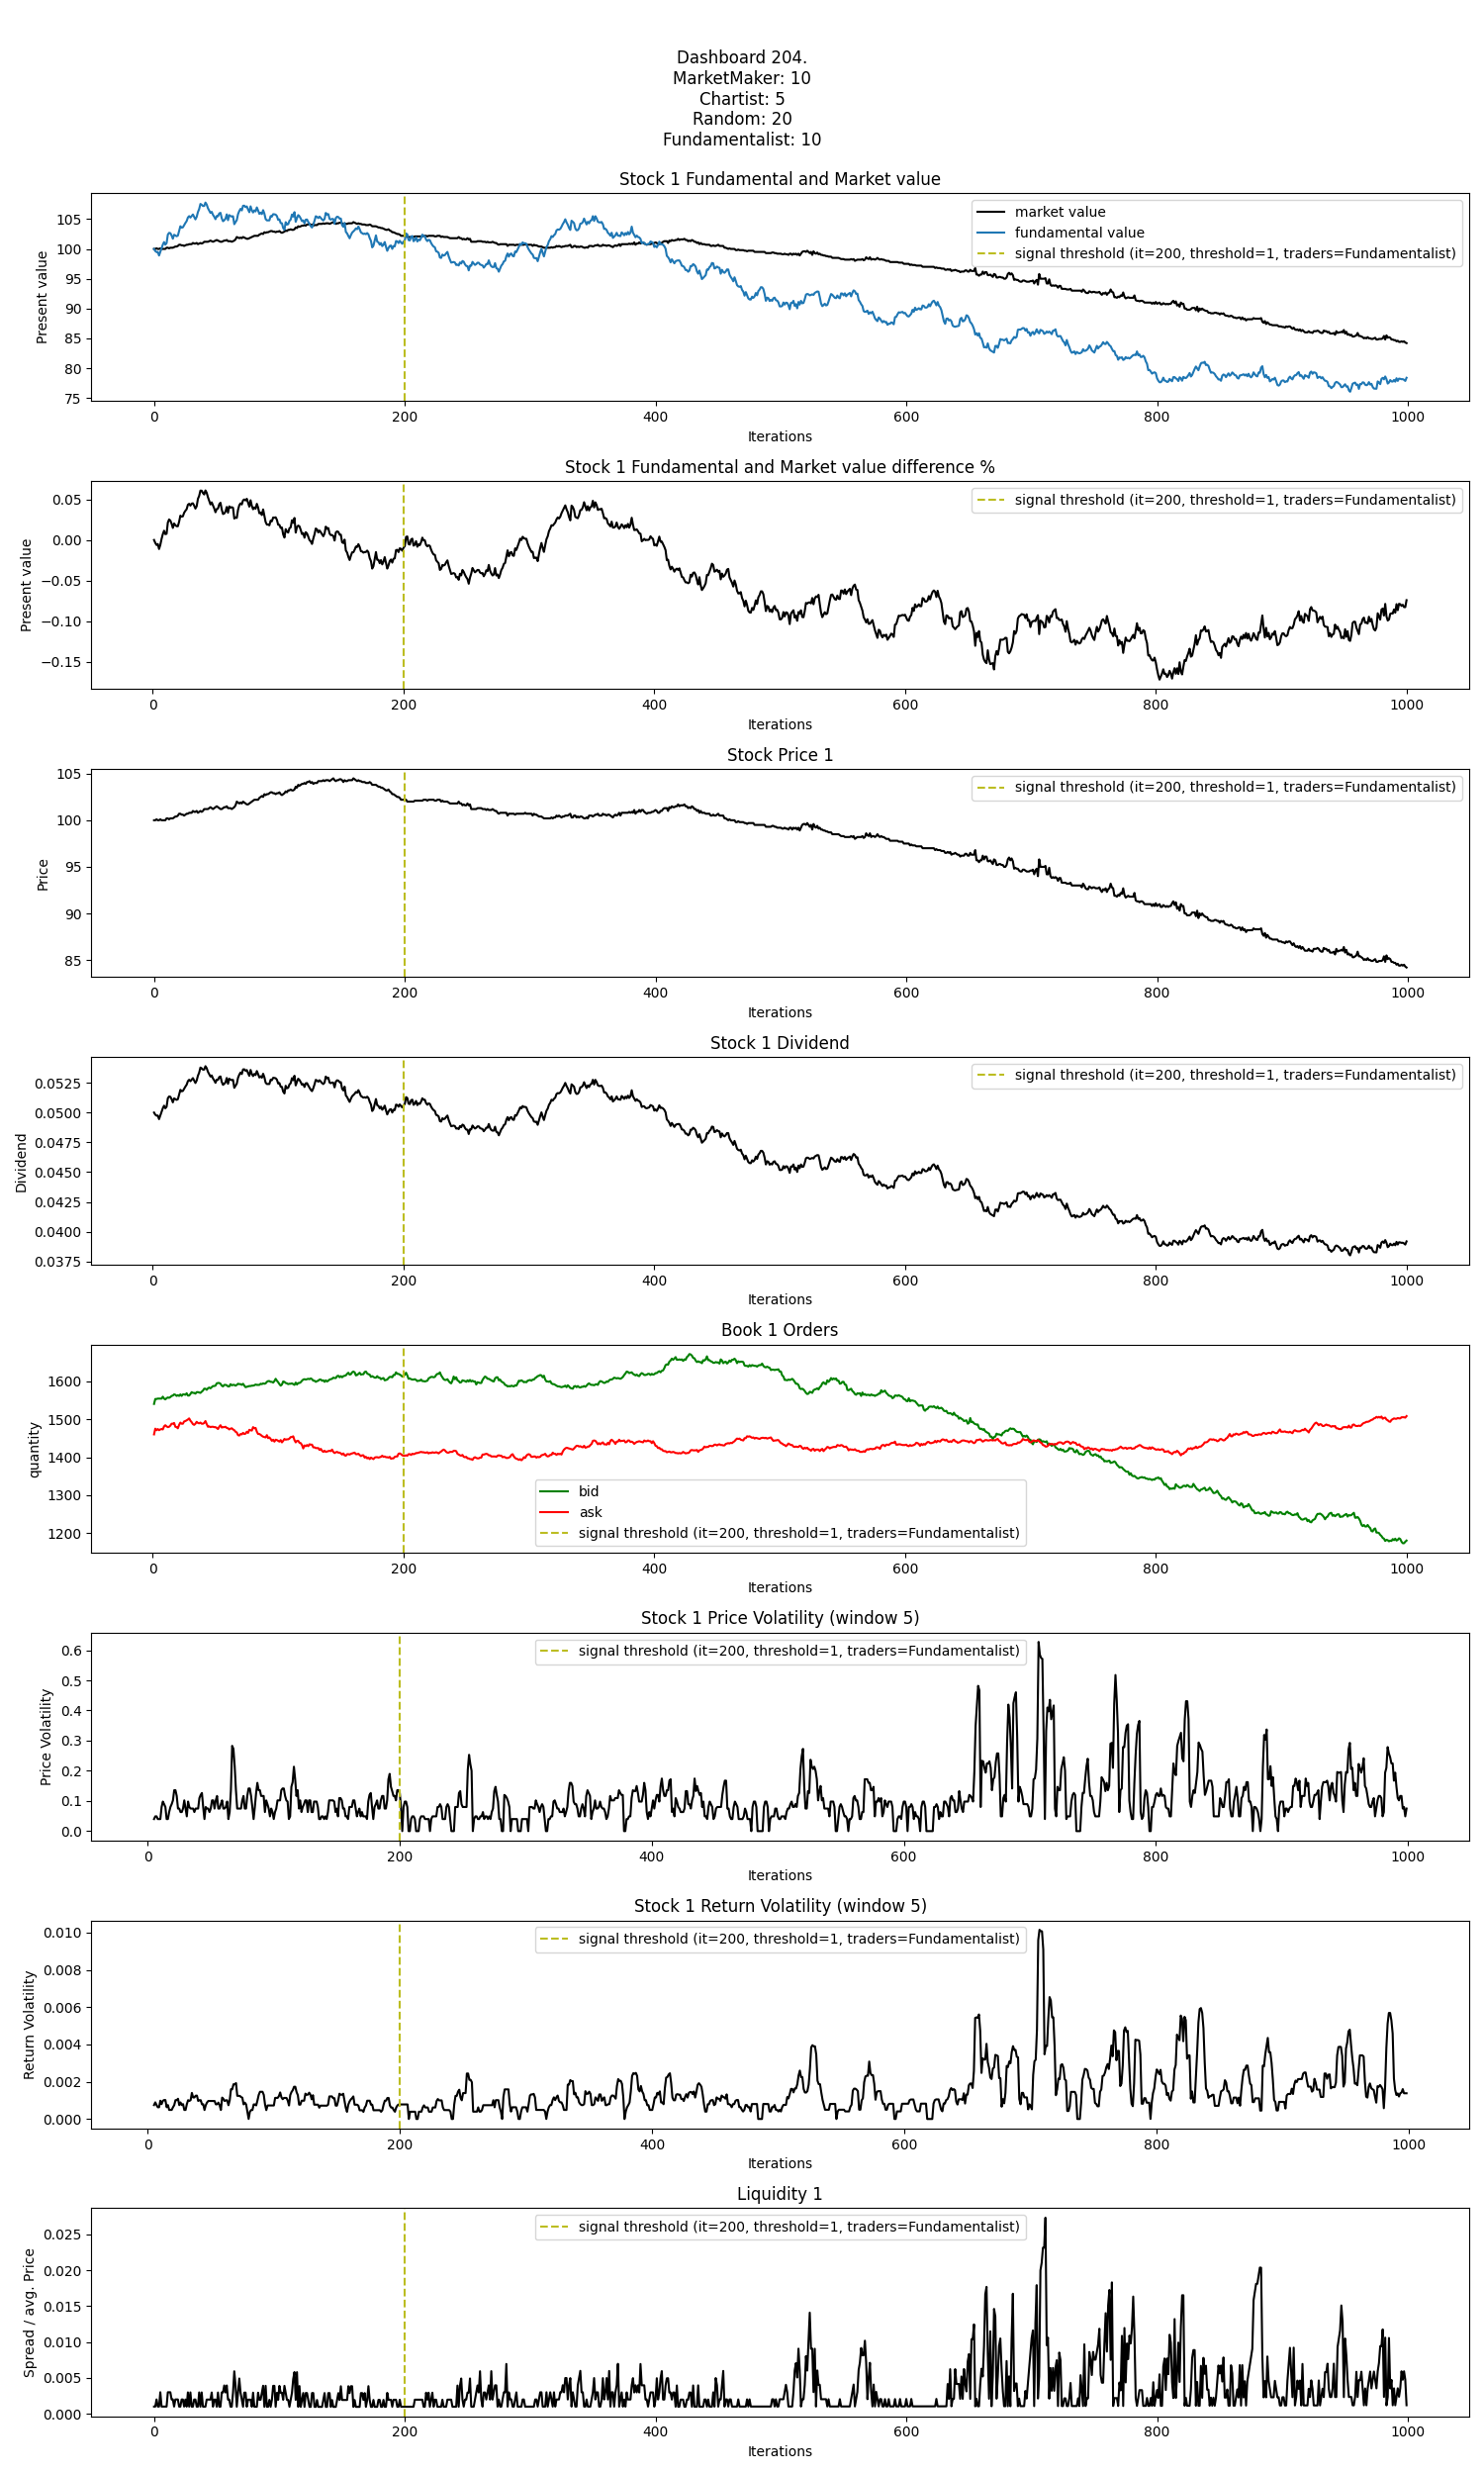 Dashboard 204.
MarketMaker: 10
Chartist: 5
Random: 20
Fundamentalist: 10
Stock 1 Fundamental and Market value
Present value
105
100
95
90
85
80
75
market value
fundamental value
signal threshold (it=200, threshold=1, traders=Fundamentalist)
0 200 400 600 800 1000
Iterations
Stock 1 Fundamental and Market value difference %
Present value
0.05
0.00
−0.05
−0.10
−0.15
signal threshold (it=200, threshold=1, traders=Fundamentalist)
0 200 400 600 800 1000
Iterations
Stock Price 1
Price
105
100
95
90
85
signal threshold (it=200, threshold=1, traders=Fundamentalist)
0 200 400 600 800 1000
Iterations
Stock 1 Dividend
Dividend
0.0525
0.0500
0.0475
0.0450
0.0425
0.0400
0.0375
signal threshold (it=200, threshold=1, traders=Fundamentalist)
0 200 400 600 800 1000
Iterations
Book 1 Orders
quantity
1600
1500
1400
1300
1200
bid
ask
signal threshold (it=200, threshold=1, traders=Fundamentalist)
0 200 400 600 800 1000
Iterations
Stock 1 Price Volatility (window 5)
Price Volatility
0.6
0.5
0.4
0.3
0.2
0.1
0.0
signal threshold (it=200, threshold=1, traders=Fundamentalist)
0 200 400 600 800 1000
Iterations
Stock 1 Return Volatility (window 5)
Return Volatility
0.010
0.008
0.006
0.004
0.002
0.000
signal threshold (it=200, threshold=1, traders=Fundamentalist)
0 200 400 600 800 1000
Iterations
Liquidity 1
Spread / avg. Price
0.025
0.020
0.015
0.010
0.005
0.000
signal threshold (it=200, threshold=1, traders=Fundamentalist)
0 200 400 600 800 1000
Iterations